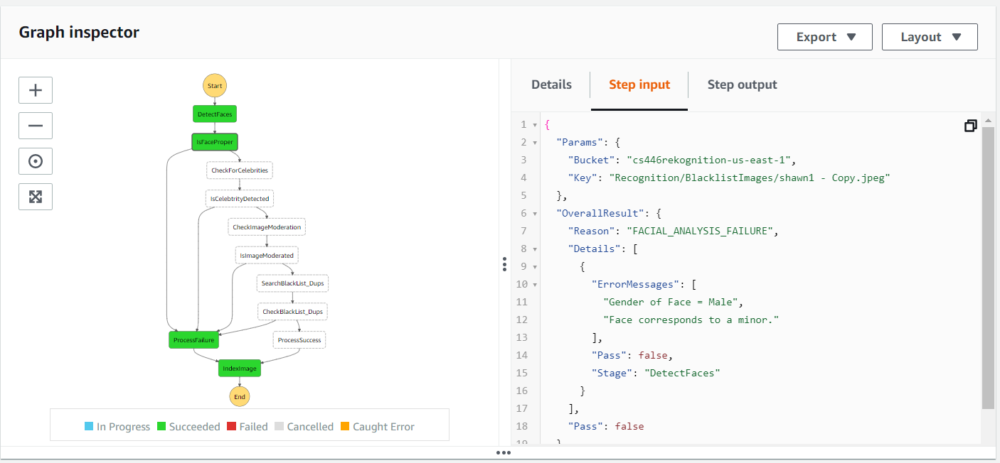 Graph inspector
Export
Layout
Start
DetectFaces
IsFaceProper
CheckForCelebrities
IsCelebtrityDetected
CheckImageModeration
IsImageModerated
SearchBlackList_Dups
CheckBlackList_Dups
ProcessFailure
ProcessSuccess
IndexImage
End
In Progress Succeeded Failed Cancelled Caught Error
Details Step input Step output
1 {
2 "Params": {
3 "Bucket": "cs446rekognition-us-east-1",
4 "Key": "Recognition/BlacklistImages/shawn1 - Copy.jpeg"
5 },
6 "OverallResult": {
7 "Reason": "FACIAL_ANALYSIS_FAILURE",
8 "Details": [
9 {
10 "ErrorMessages": [
11 "Gender of Face = Male",
12 "Face corresponds to a minor."
13 ],
14 "Pass": false,
15 "Stage": "DetectFaces"
16 }
17 ],
18 "Pass": false
19 }